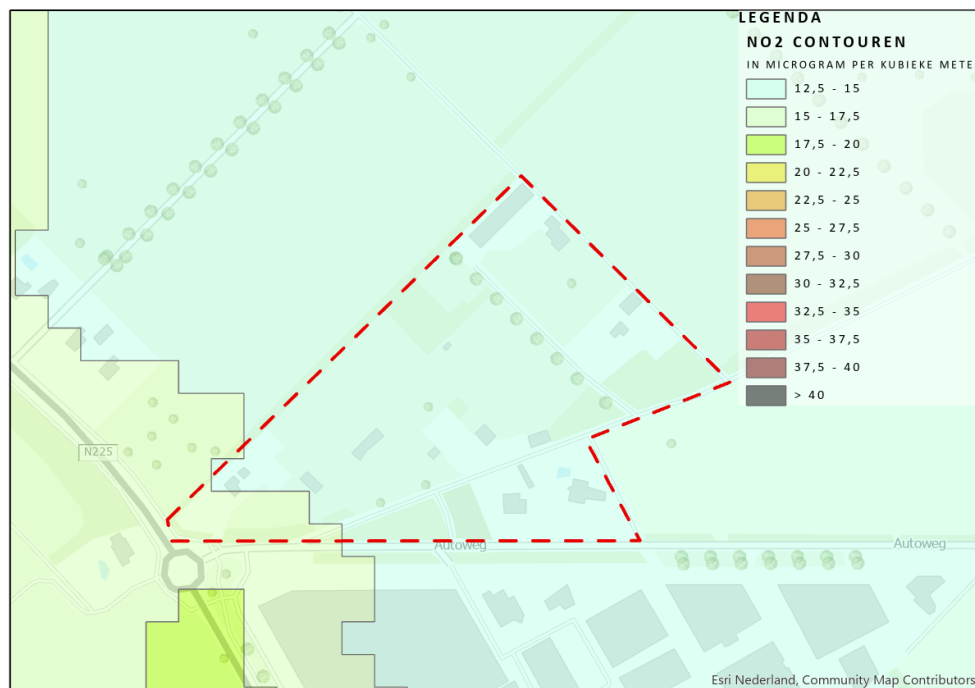 LEGENDA
NO2 CONTOUREN
IN MICROGRAM PER KUBIEKE METE
12,5 - 15
15 - 17,5
17,5 - 20
20 - 22,5
22,5 - 25
25 - 27,5
27,5 - 30
30 - 32,5
32,5 - 35
35 - 37,5
37,5 - 40
> 40
N225
Autoweg
Autoweg
Esri Nederland, Community Map Contributors